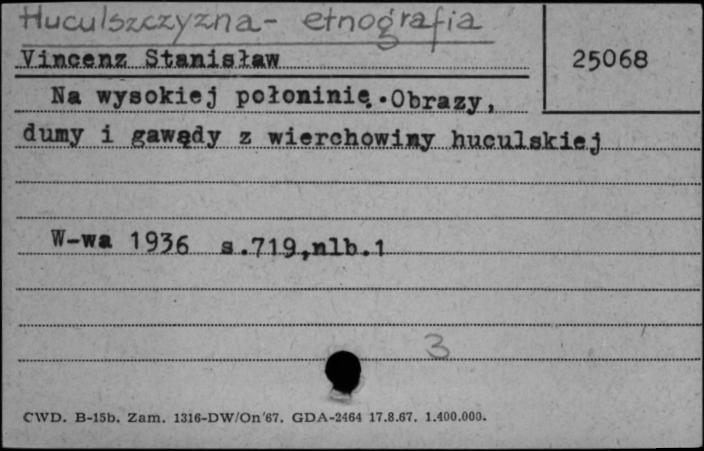 Huculszczyzna - etnografia
Vincenz Stanisław
25068
Na wysokiej połoninie. Obrazy,
dumy i gawędy z wierchowiny huculskiej
W-wa 1936 s.719,nlb.1
3
CWD. B-15b. Zam. 1316-DW/On'67. GDA-2464 17.8.67. 1.400.000.